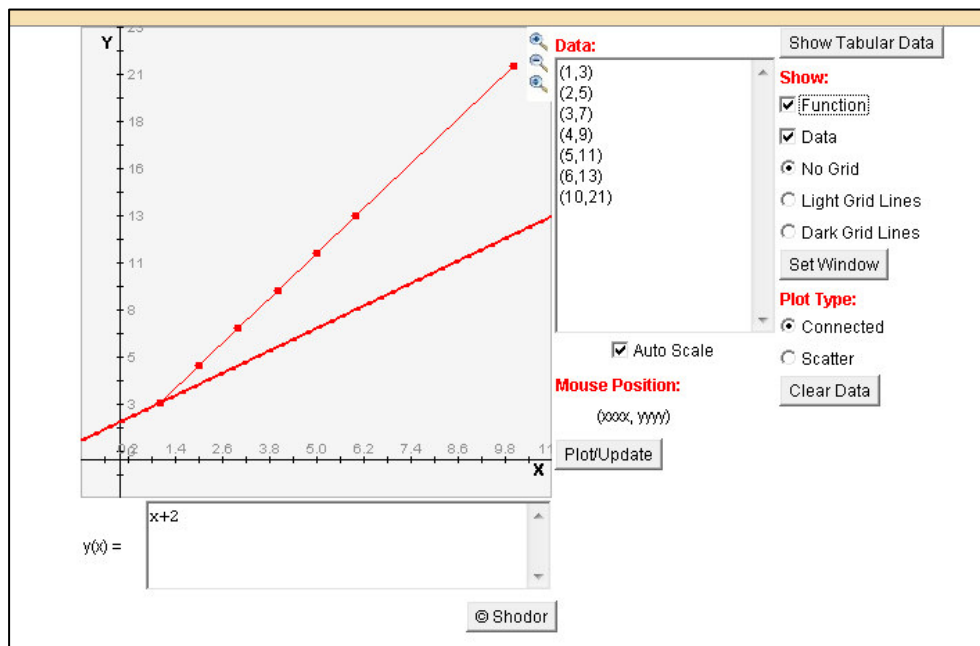 23
Y
21
18
16
13
11
8
5
3
1.4 2.6 3.8 5.0 6.2 7.4 8.6 9.8 11
X
y(x) =
x+2
Data:
(1,3)
(2,5)
(3,7)
(4,9)
(5,11)
(6,13)
(10,21)
Auto Scale
Mouse Position:
(xxxx, yyyy)
Plot/Update
Show Tabular Data
Show:
Function
Data
No Grid
Light Grid Lines
Dark Grid Lines
Set Window
Plot Type:
Connected
Scatter
Clear Data
© Shodor